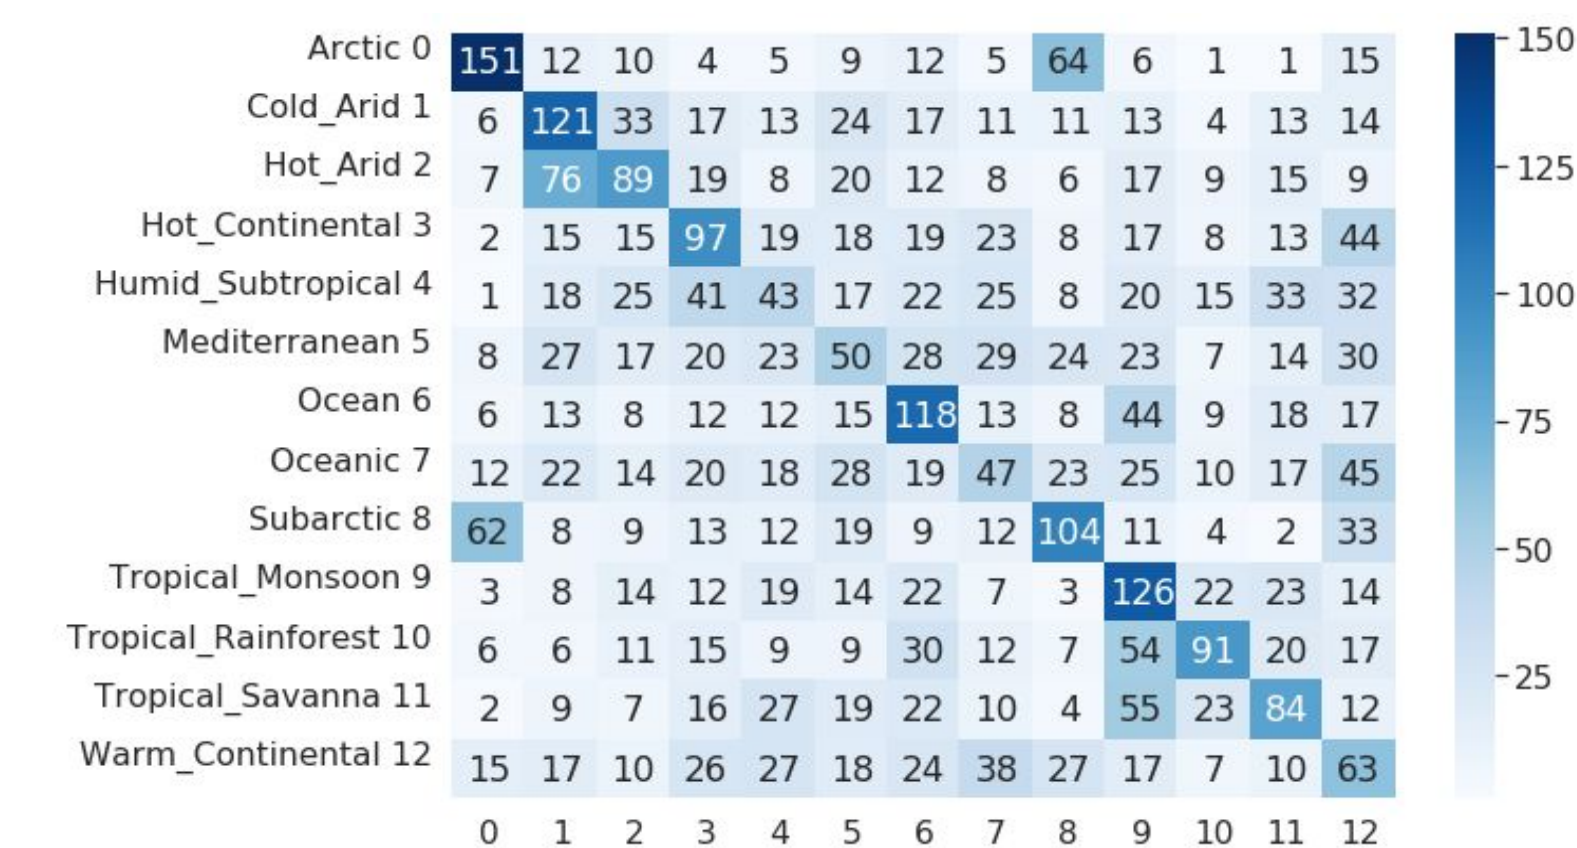 Arctic 0 151 12 10 4 5 9 12 5 64 6 1 1 15
Cold_Arid 1 6 121 33 17 13 24 17 11 11 13 4 13 14
Hot_Arid 2 7 76 89 19 8 20 12 8 6 17 9 15 9
Hot_Continental 3 2 15 15 97 19 18 19 23 8 17 8 13 44
Humid_Subtropical 4 1 18 25 41 43 17 22 25 8 20 15 33 32
Mediterranean 5 8 27 17 20 23 50 28 29 24 23 7 14 30
Ocean 6 6 13 8 12 12 15 118 13 8 44 9 18 17
Oceanic 7 12 22 14 20 18 28 19 47 23 25 10 17 45
Subarctic 8 62 8 9 13 12 19 9 12 104 11 4 2 33
Tropical_Monsoon 9 3 8 14 12 19 14 22 7 3 126 22 23 14
Tropical_Rainforest 10 6 6 11 15 9 9 30 12 7 54 91 20 17
Tropical_Savanna 11 2 9 7 16 27 19 22 10 4 55 23 84 12
Warm_Continental 12 15 17 10 26 27 18 24 38 27 17 7 10 63
0 1 2 3 4 5 6 7 8 9 10 11 12
150
125
100
75
50
25